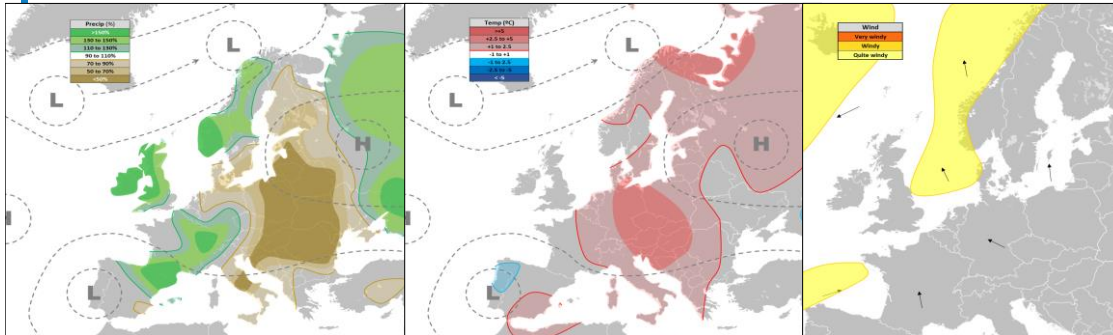 Precip (%)
>150%
130 to 150%
110 to 130%
90 to 110%
70 to 90%
50 to 70%
<50%
L
L
H
H
L
Temp (ºC)
>+5
+2.5 to +5
+1 to 2.5
-1 to +1
-1 to 2.5
-2.5 to -5
< -5
L
L
H
H
L
Wind
Very windy
Windy
Quite windy